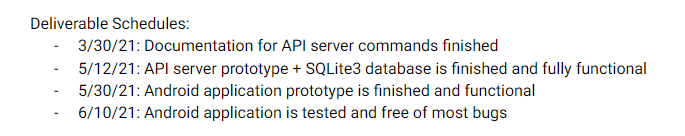 Deliverable Schedules:
- 3/30/21: Documentation for API server commands finished
- 5/12/21: API server prototype + SQLite3 database is finished and fully functional
- 5/30/21: Android application prototype is finished and functional
- 6/10/21: Android application is tested and free of most bugs